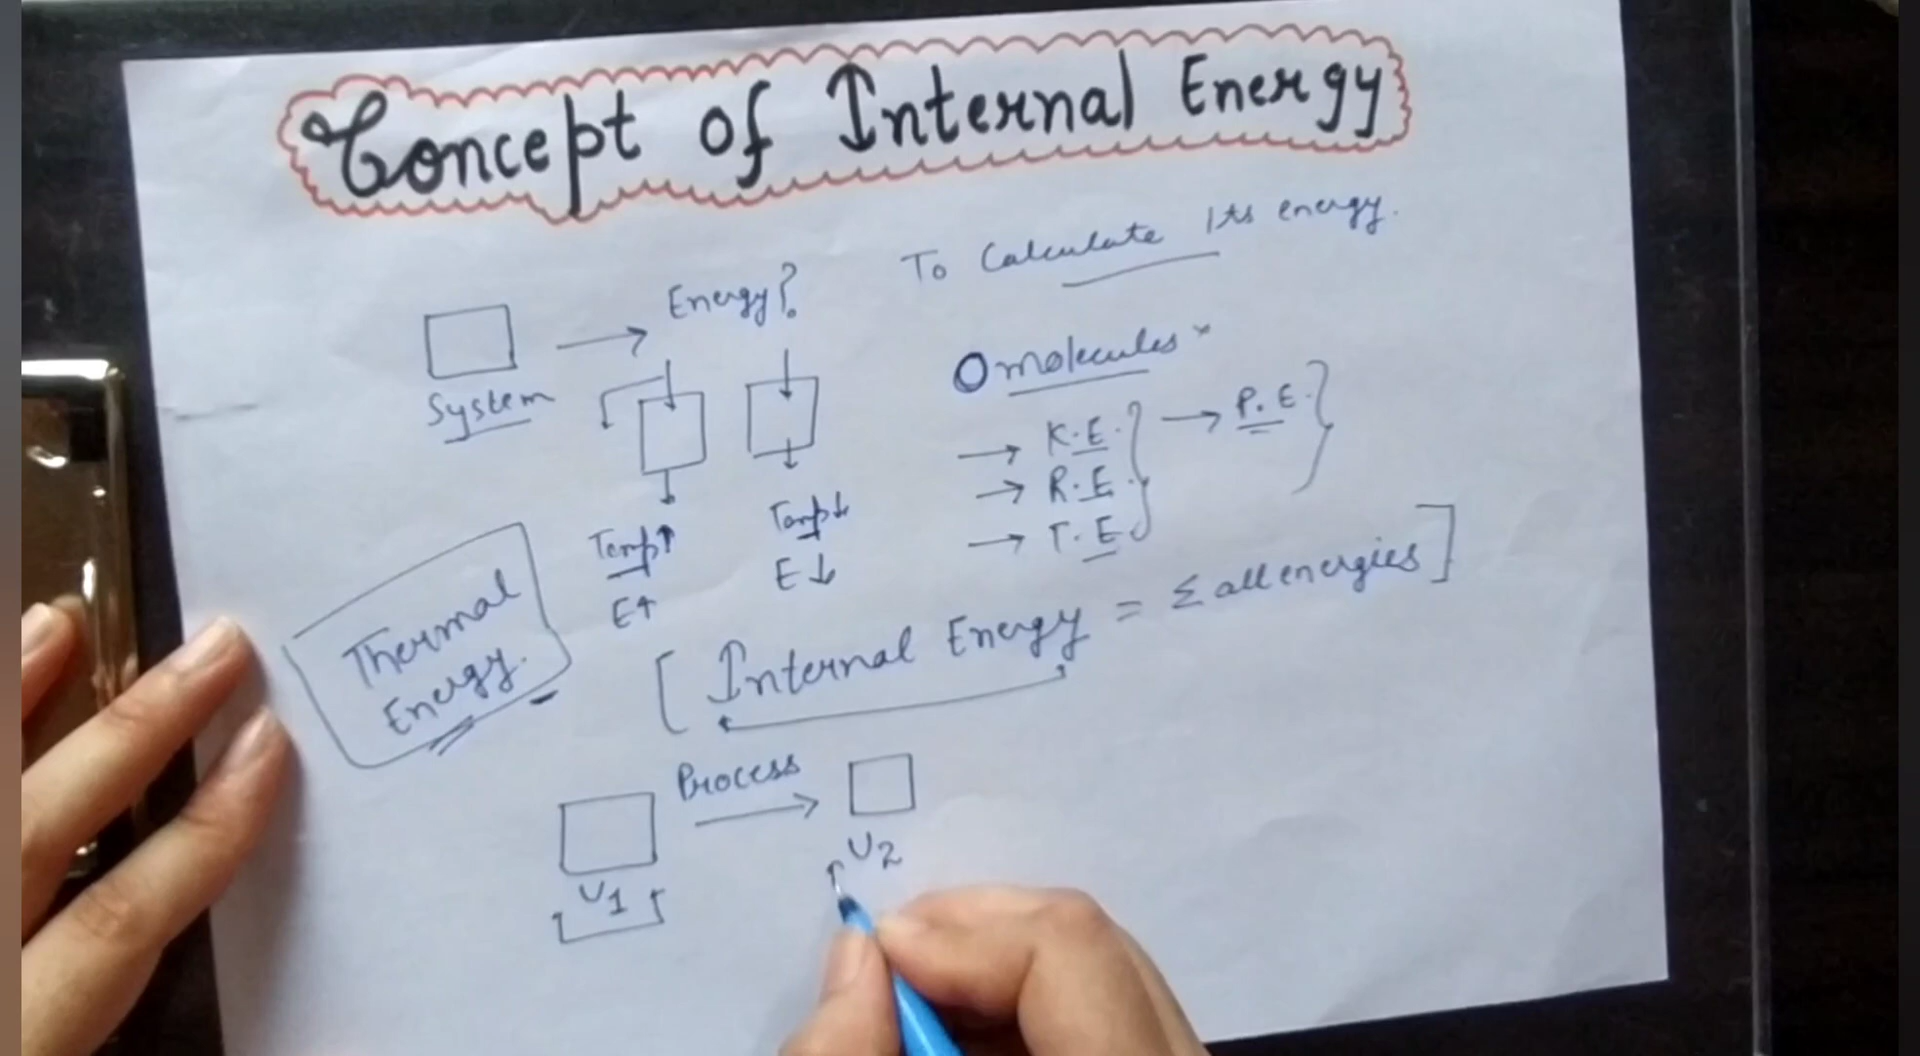 Concept of Internal Energy
To Calculate Its energy.
Energy?
System
molecules
K.E.
P.E.
R.E.
T.E
Temp↑
Temp↓
E↑
E↓
Thermal
Energy.
[Internal Energy = Σ all energies]
Process
U1
U2